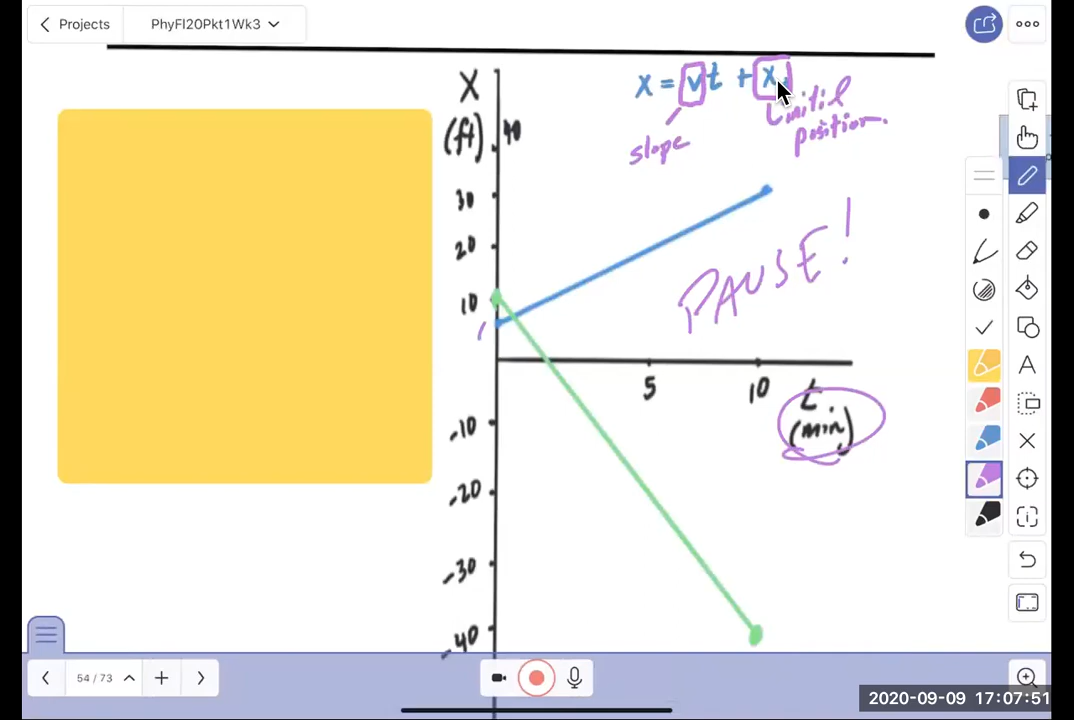 Projects
PhyFl20Pkt1Wk3
X
(ft)
40
30
20
10
-10
-20
-30
-40
x = vt + x
slope
initial
position.
PAUSE!
5
10
t
(min)
A
54 / 73
2020-09-09 17:07:51